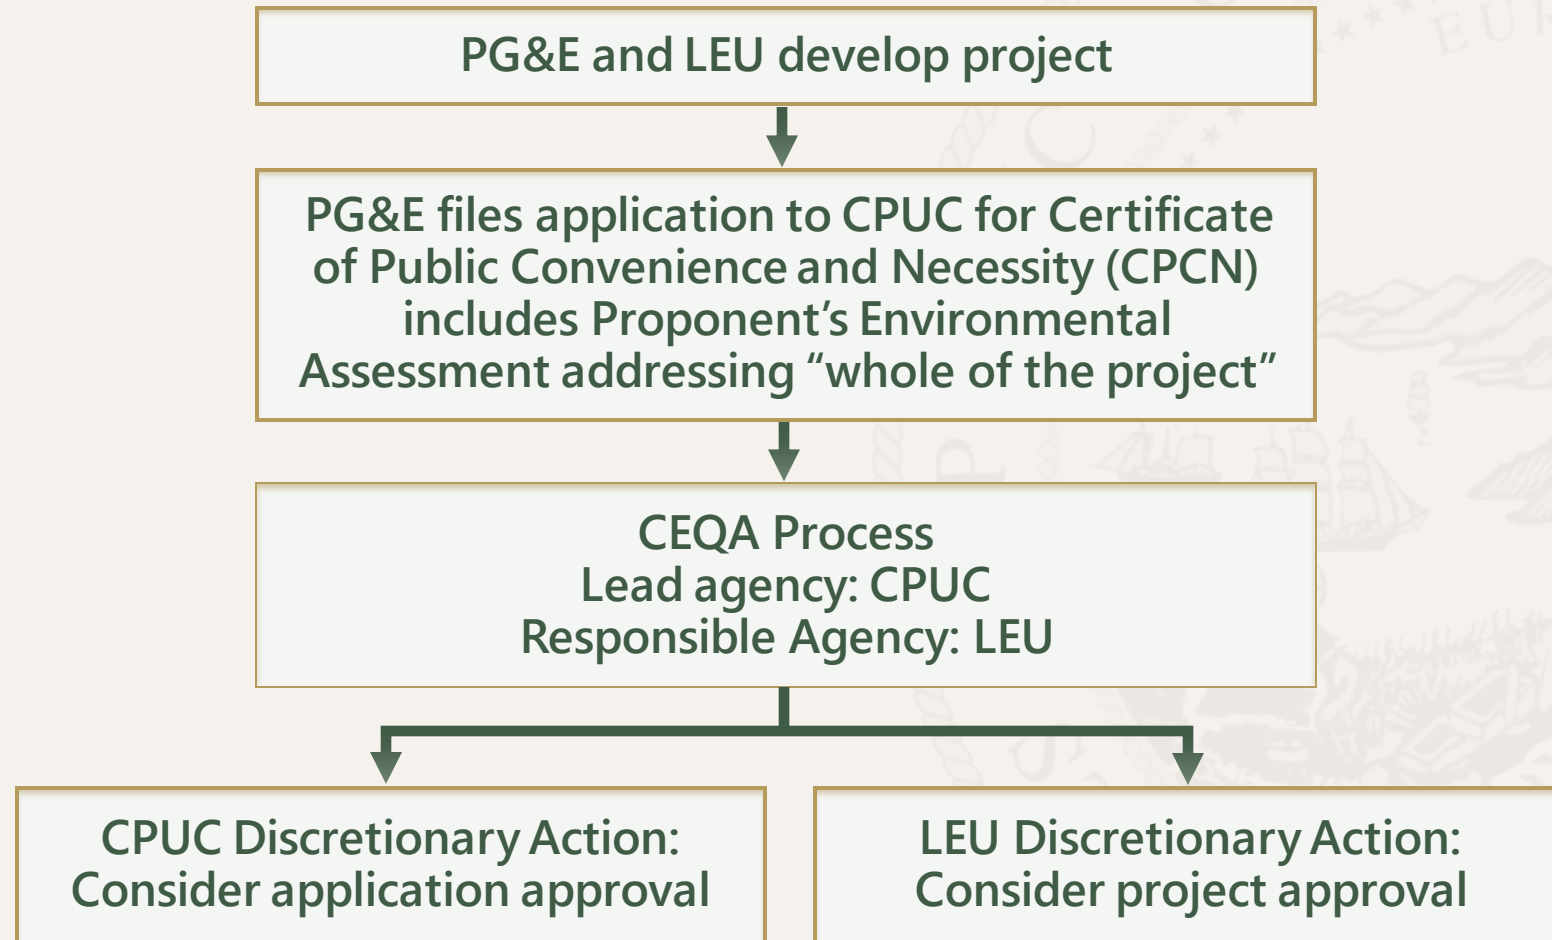 EUR
PG&E and LEU develop project
PG&E files application to CPUC for Certificate
of Public Convenience and Necessity (CPCN)
includes Proponent’s Environmental
Assessment addressing “whole of the project”
CEQA Process
Lead agency: CPUC
Responsible Agency: LEU
CPUC Discretionary Action:
Consider application approval
LEU Discretionary Action:
Consider project approval